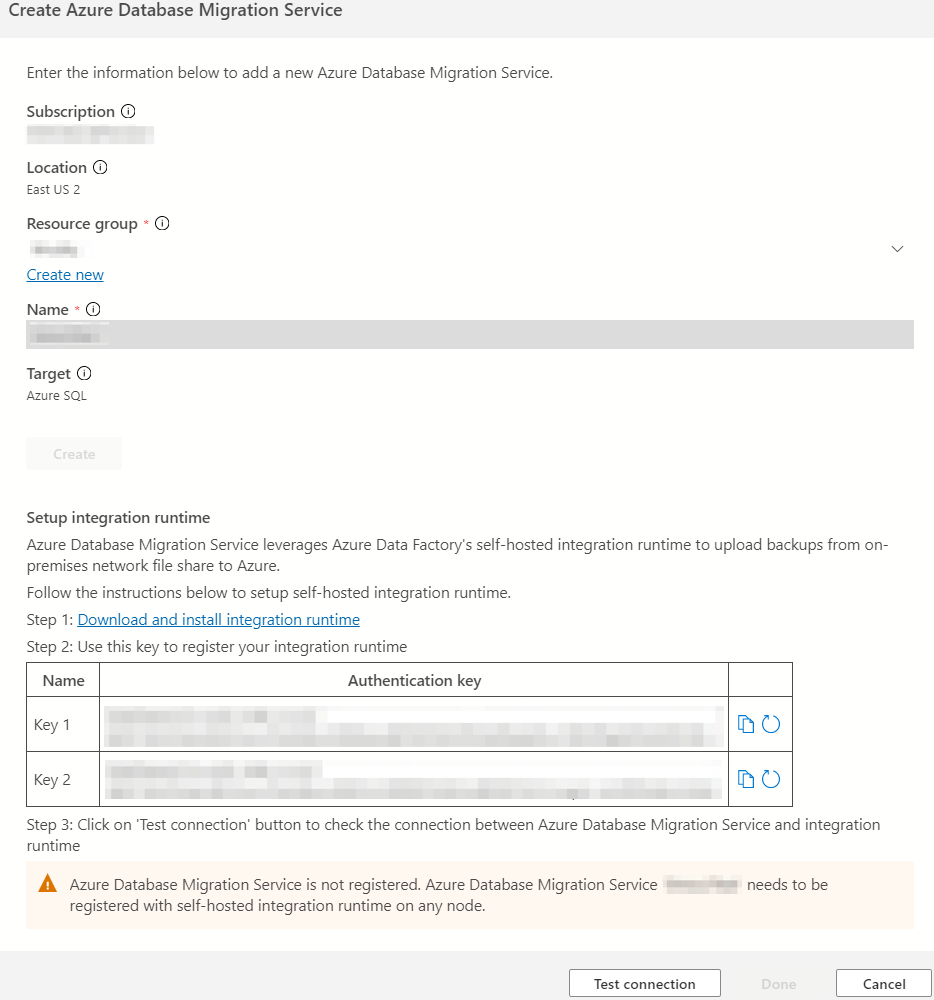 Create Azure Database Migration Service
Enter the information below to add a new Azure Database Migration Service.
Subscription
Location
East US 2
Resource group *
Create new
Name *
Target
Azure SQL
Create
Setup integration runtime
Azure Database Migration Service leverages Azure Data Factory's self-hosted integration runtime to upload backups from on-
premises network file share to Azure.
Follow the instructions below to setup self-hosted integration runtime.
Step 1: Download and install integration runtime
Step 2: Use this key to register your integration runtime
Name Authentication key
Key 1
Key 2
Step 3: Click on 'Test connection' button to check the connection between Azure Database Migration Service and integration
runtime
Azure Database Migration Service is not registered. Azure Database Migration Service needs to be
registered with self-hosted integration runtime on any node.
Test connection Done Cancel